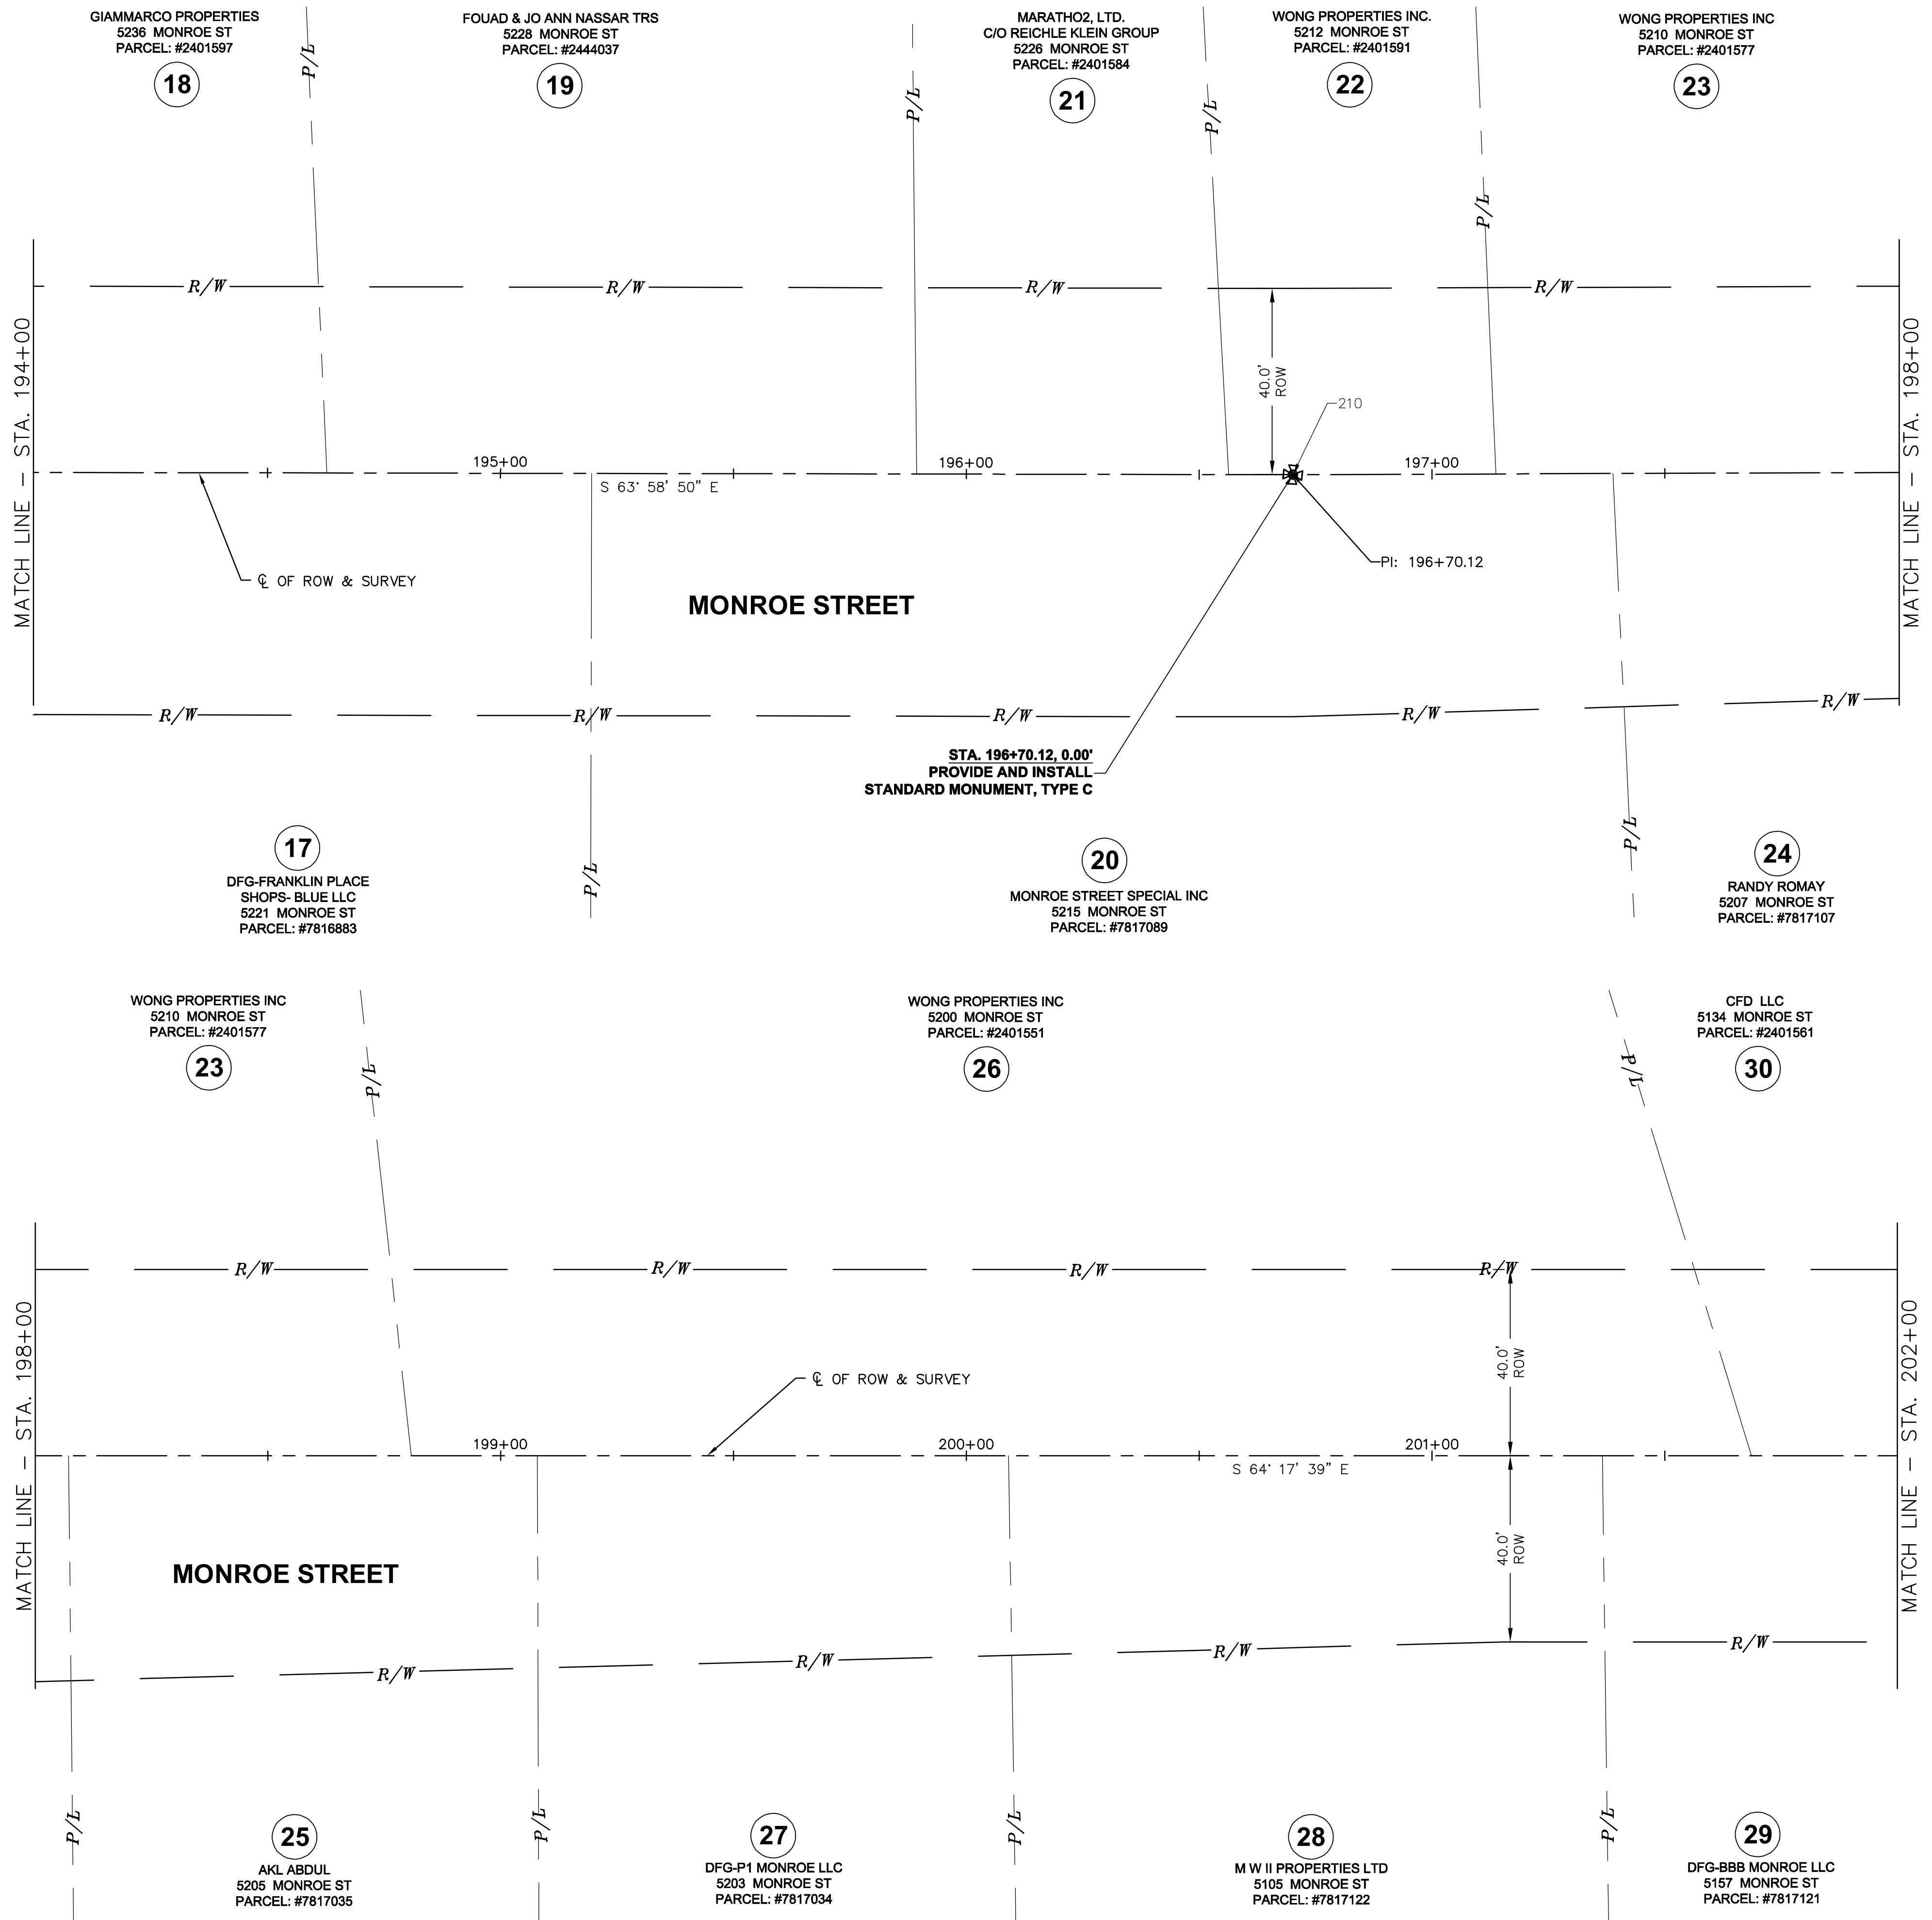 GIAMMARCO PROPERTIES
5236 MONROE ST
PARCEL: #2401597
18
P/L
FOUAD & JO ANN NASSAR TRS
5228 MONROE ST
PARCEL: #2444037
19
P/L
MARATHO2, LTD.
C/O REICHLE KLEIN GROUP
5226 MONROE ST
PARCEL: #2401584
21
P/L
WONG PROPERTIES INC.
5212 MONROE ST
PARCEL: #2401591
22
P/L
WONG PROPERTIES INC
5210 MONROE ST
PARCEL: #2401577
23
R/W
R/W
R/W
R/W
MATCH LINE – STA. 194+00
MATCH LINE – STA. 198+00
40.0'
ROW
210
195+00
196+00
197+00
S 63° 58' 50" E
℄ OF ROW & SURVEY
PI: 196+70.12
MONROE STREET
R/W
R/W
R/W
R/W
R/W
STA. 196+70.12, 0.00'
PROVIDE AND INSTALL
STANDARD MONUMENT, TYPE C
17
DFG-FRANKLIN PLACE
SHOPS- BLUE LLC
5221 MONROE ST
PARCEL: #7816883
P/L
20
MONROE STREET SPECIAL INC
5215 MONROE ST
PARCEL: #7817089
P/L
24
RANDY ROMAY
5207 MONROE ST
PARCEL: #7817107
WONG PROPERTIES INC
5210 MONROE ST
PARCEL: #2401577
23
P/L
WONG PROPERTIES INC
5200 MONROE ST
PARCEL: #2401551
26
P/L
CFD LLC
5134 MONROE ST
PARCEL: #2401561
30
R/W
R/W
R/W
R/W
MATCH LINE – STA. 198+00
MATCH LINE – STA. 202+00
40.0'
ROW
℄ OF ROW & SURVEY
199+00
200+00
201+00
S 64° 17' 39" E
40.0'
ROW
MONROE STREET
R/W
R/W
R/W
R/W
P/L
25
AKL ABDUL
5205 MONROE ST
PARCEL: #7817035
P/L
27
DFG-P1 MONROE LLC
5203 MONROE ST
PARCEL: #7817034
P/L
28
M W II PROPERTIES LTD
5105 MONROE ST
PARCEL: #7817122
P/L
29
DFG-BBB MONROE LLC
5157 MONROE ST
PARCEL: #7817121